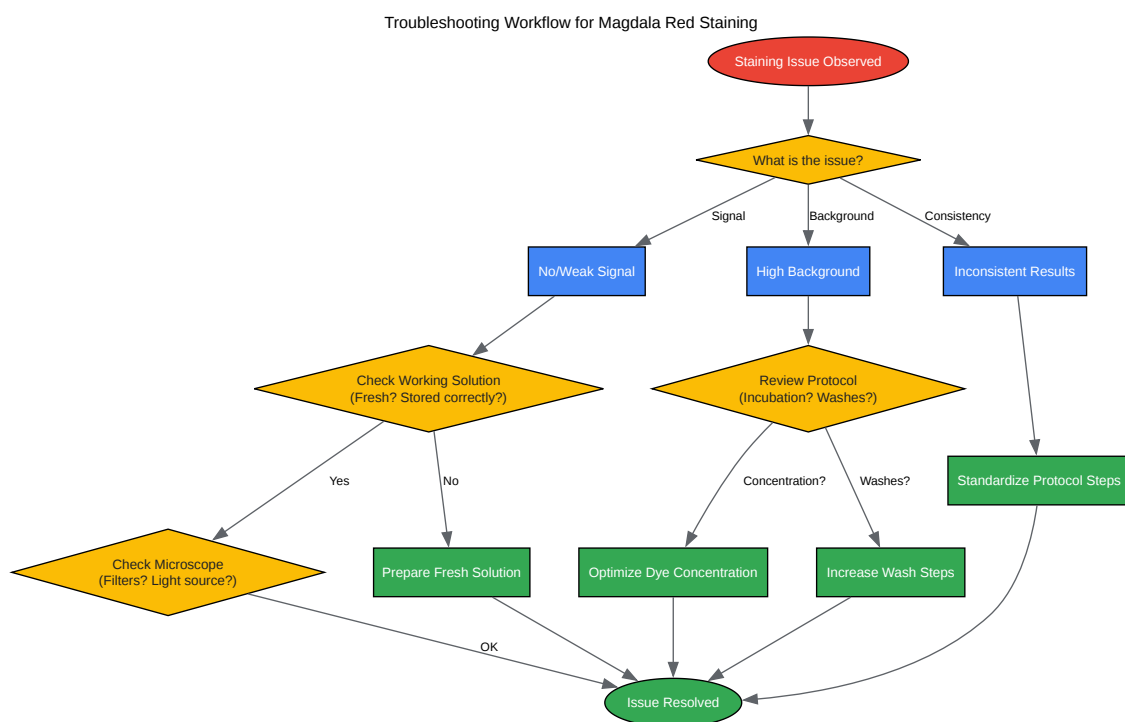 Troubleshooting Workflow for Magdala Red Staining
Staining Issue Observed
What is the issue?
Signal
Background
Consistency
No/Weak Signal
High Background
Inconsistent Results
Check Working Solution
(Fresh? Stored correctly?)
Review Protocol
(Incubation? Washes?)
Yes
No
Concentration?
Washes?
Standardize Protocol Steps
Check Microscope
(Filters? Light source?)
Prepare Fresh Solution
Optimize Dye Concentration
Increase Wash Steps
OK
Issue Resolved